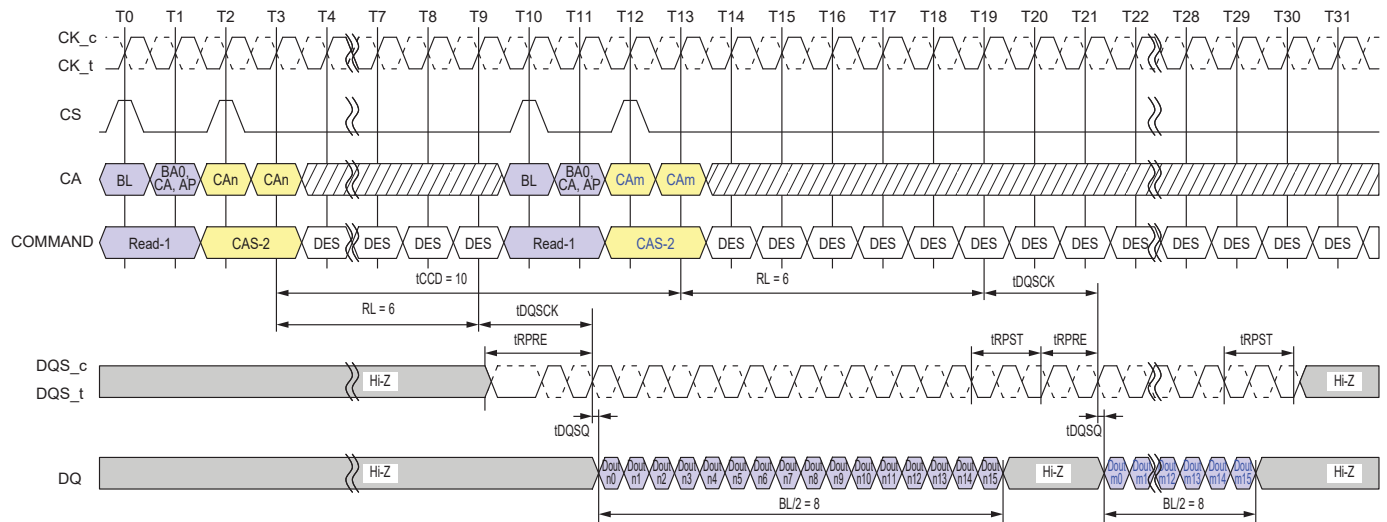 T0 T1 T2 T3 T4 T7 T8 T9 T10 T11 T12 T13 T14 T15 T16 T17 T18 T19 T20 T21 T22 T28 T29 T30 T31
CK_c
CK_t
CS
CA BL BA0, CA, AP CAn CAn BL BA0, CA, AP CAm CAm
COMMAND Read-1 CAS-2 DES DES DES DES Read-1 CAS-2 DES DES DES DES DES DES DES DES DES DES DES DES DES
tCCD = 10 RL = 6 tDQSCK
RL = 6 tDQSCK
tRPRE tRPST tRPRE tRPST
DQS_c
DQS_t
Hi-Z Hi-Z
tDQSQ tDQSQ
DQ Hi-Z Dout n0 Dout n1 Dout n2 Dout n3 Dout n4 Dout n5 Dout n6 Dout n7 Dout n8 Dout n9 Dout n10 Dout n11 Dout n12 Dout n13 Dout n14 Dout n15 Hi-Z Dout m0 Dout m1 Dout m12 Dout m13 Dout m14 Dout m15 Hi-Z
BL/2 = 8 BL/2 = 8